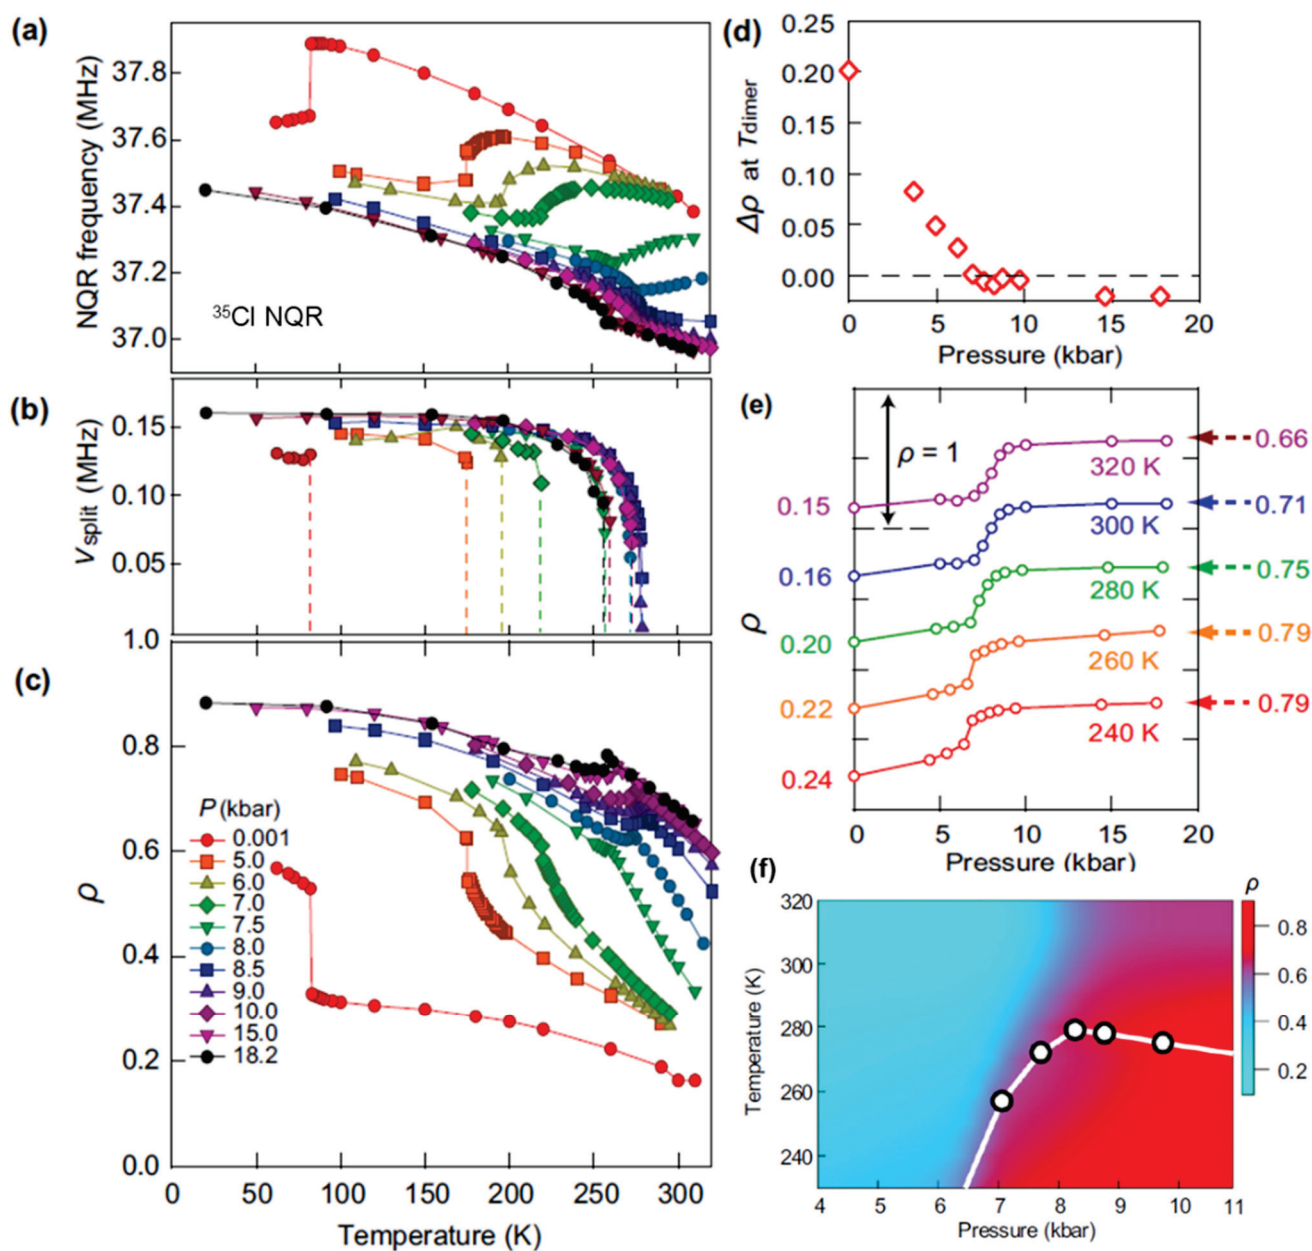 (a)
NQR frequency (MHz)
37.8
37.6
37.4
37.2
37.0
35Cl NQR
(b)
νsplit (MHz)
0.15
0.10
0.05
1.0
(c)
ρ
0.8
0.6
0.4
0.2
0.0
P (kbar)
0.001
5.0
6.0
7.0
7.5
8.0
8.5
9.0
10.0
15.0
18.2
0 50 100 150 200 250 300
Temperature (K)
(d)
Δρ at Tdimer
0.25
0.20
0.15
0.10
0.05
0.00
0 5 10 15 20
Pressure (kbar)
(e)
ρ
ρ = 1
0.66
320 K
0.15
0.71
300 K
0.16
0.75
280 K
0.20
0.79
260 K
0.22
0.79
240 K
0.24
0 5 10 15 20
Pressure (kbar)
(f)
ρ
Temperature (K)
320
300
280
260
240
0.8
0.6
0.4
0.2
4 5 6 7 8 9 10 11
Pressure (kbar)